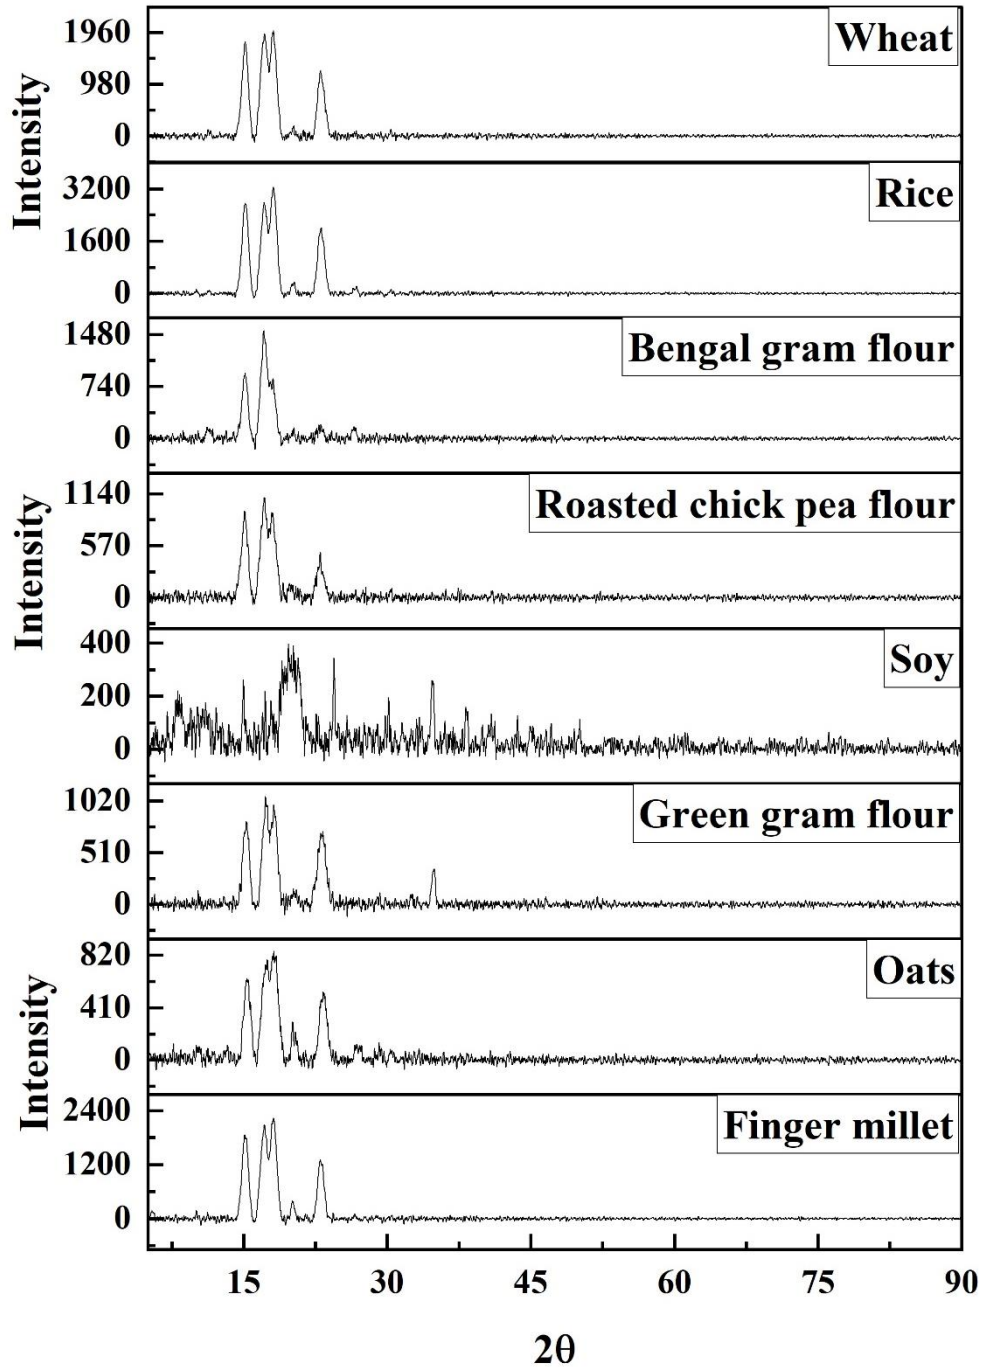 Intensity
1960
980
0
Wheat
3200
1600
0
Rice
1480
740
0
Bengal gram flour
Intensity
1140
570
0
Roasted chick pea flour
400
200
0
Soy
1020
510
0
Green gram flour
Intensity
820
410
0
Oats
2400
1200
0
Finger millet
15 30 45 60 75 90
2θ